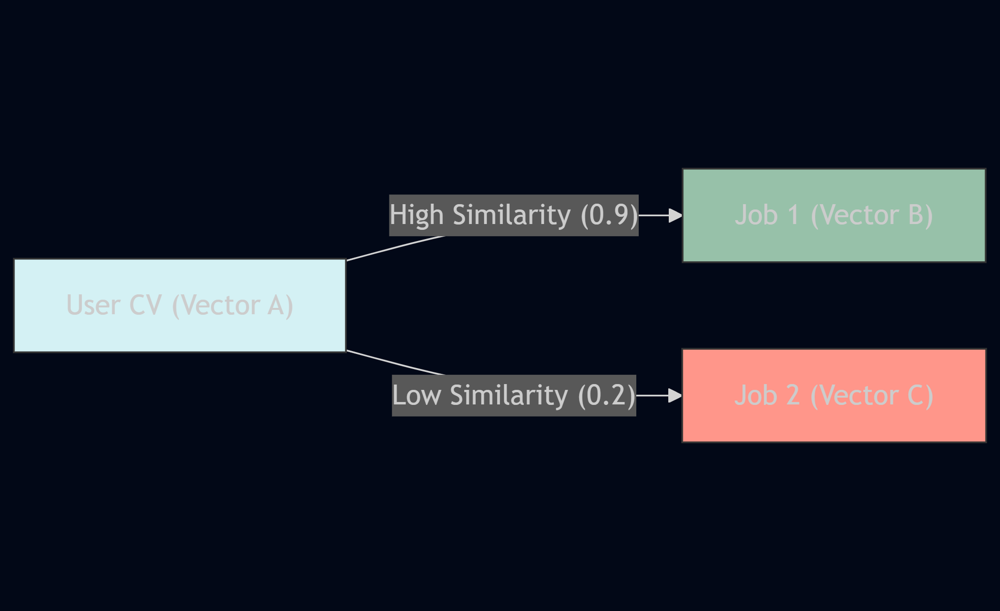 High Similarity (0.9)
Job 1 (Vector B)
User CV (Vector A)
Low Similarity (0.2)
Job 2 (Vector C)